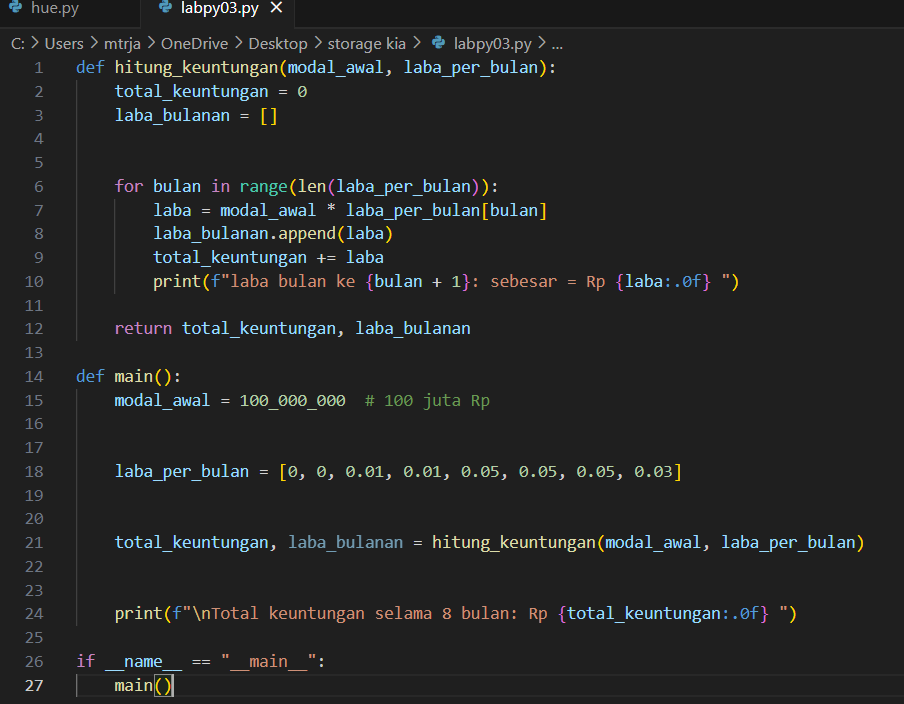 hue.py labpy03.py
C: > Users > mtrja > OneDrive > Desktop > storage kia > labpy03.py > ...
1 def hitung_keuntungan(modal_awal, laba_per_bulan):
2     total_keuntungan = 0
3     laba_bulanan = []
4
5
6     for bulan in range(len(laba_per_bulan)):
7         laba = modal_awal * laba_per_bulan[bulan]
8         laba_bulanan.append(laba)
9         total_keuntungan += laba
10         print(f"laba bulan ke {bulan + 1}: sebesar = Rp {laba:.0f} ")
11
12     return total_keuntungan, laba_bulanan
13
14 def main():
15     modal_awal = 100_000_000  # 100 juta Rp
16
17
18     laba_per_bulan = [0, 0, 0.01, 0.01, 0.05, 0.05, 0.05, 0.03]
19
20
21     total_keuntungan, laba_bulanan = hitung_keuntungan(modal_awal, laba_per_bulan)
22
23
24     print(f"\nTotal keuntungan selama 8 bulan: Rp {total_keuntungan:.0f} ")
25
26 if __name__ == "__main__":
27     main()